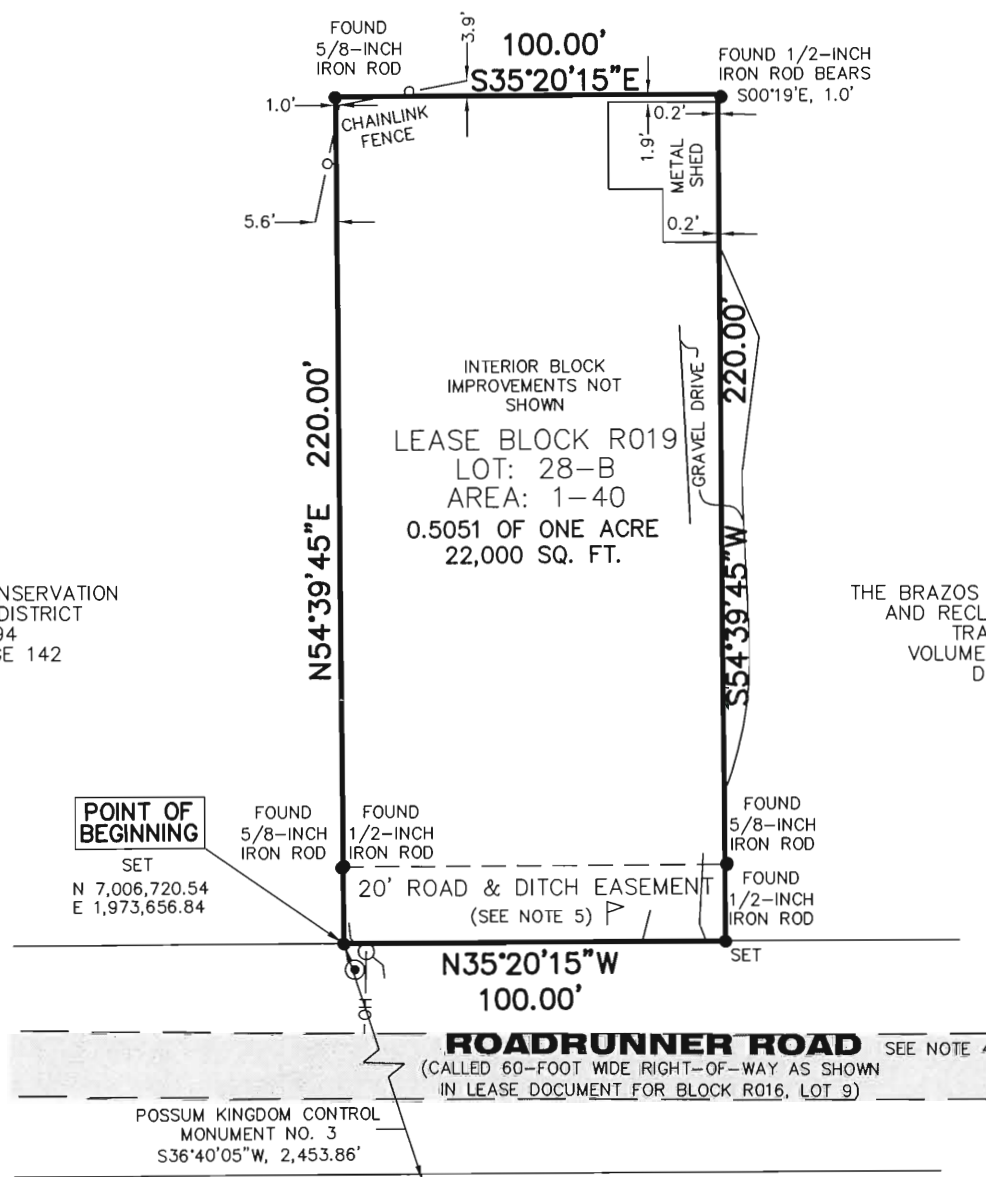 FOUND
5/8-INCH
IRON ROD
3.9'
100.00'
S35°20'15"E
FOUND 1/2-INCH
IRON ROD BEARS
S00°19'E, 1.0'
1.0'
CHAINLINK
FENCE
0.2'
1.9'
METAL
SHED
5.6'
0.2'
220.00'
GRAVEL DRIVE
INTERIOR BLOCK
IMPROVEMENTS NOT
SHOWN
LEASE BLOCK R019
LOT: 28-B
AREA: 1-40
0.5051 OF ONE ACRE
22,000 SQ. FT.
N54°39'45"E 220.00'
S54°39'45"W
NSERVATION
DISTRICT
94
E 142
THE BRAZOS
AND RECL
TRA
VOLUME
D
POINT OF
BEGINNING
SET
N 7,006,720.54
E 1,973,656.84
FOUND
5/8-INCH
IRON ROD
FOUND
1/2-INCH
IRON ROD
FOUND
5/8-INCH
IRON ROD
20' ROAD & DITCH EASEMENT
(SEE NOTE 5)
FOUND
1/2-INCH
IRON ROD
SET
N35°20'15"W
100.00'
OH
ROADRUNNER ROAD SEE NOTE 4
(CALLED 60-FOOT WIDE RIGHT-OF-WAY AS SHOWN
IN LEASE DOCUMENT FOR BLOCK R016, LOT 9)
POSSUM KINGDOM CONTROL
MONUMENT NO. 3
S36°40'05"W, 2,453.86'